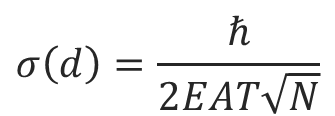 σ(d) = ħ / 2EAT√N